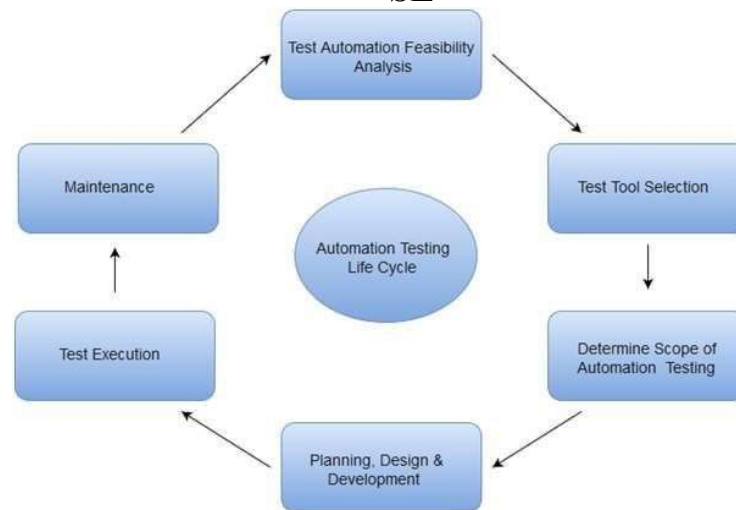 Test Automation Feasibility
Analysis
Test Tool Selection
Determine Scope of
Automation Testing
Planning, Design &
Development
Test Execution
Maintenance
Automation Testing
Life Cycle